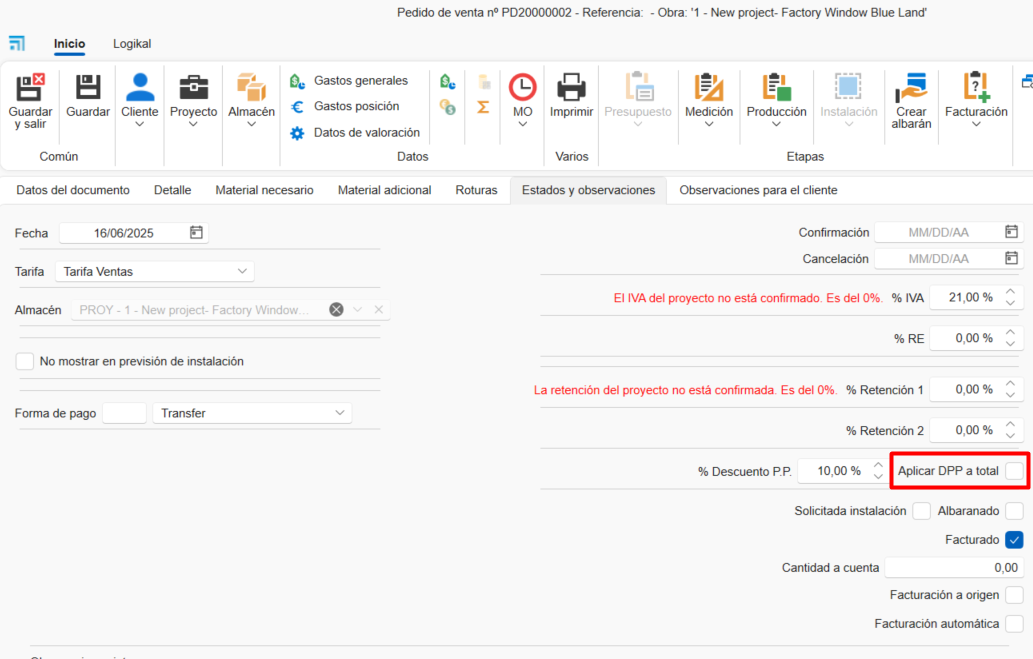 Pedido de venta nº PD20000002 - Referencia:  - Obra: '1 - New project- Factory Window Blue Land'
Inicio Logikal
Guardar y salir Guardar Cliente Proyecto Almacén
Gastos generales
Gastos posición
Datos de valoración
MO Imprimir Presupuesto Medición Producción Instalación Crear albarán Facturación
Común Datos Varios Etapas
Datos del documento Detalle Material necesario Material adicional Roturas Estados y observaciones Observaciones para el cliente
Fecha 16/06/2025
Confirmación MM/DD/AA
Cancelación MM/DD/AA
Tarifa Tarifa Ventas
El IVA del proyecto no está confirmado. Es del 0%. % IVA 21,00 %
Almacén PROY - 1 - New project- Factory Window...
% RE 0,00 %
No mostrar en previsión de instalación
La retención del proyecto no está confirmada. Es del 0%. % Retención 1 0,00 %
Forma de pago Transfer
% Retención 2 0,00 %
% Descuento P.P. 10,00 % Aplicar DPP a total
Solicitada instalación Albaranado
Facturado
Cantidad a cuenta 0,00
Facturación a origen
Facturación automática